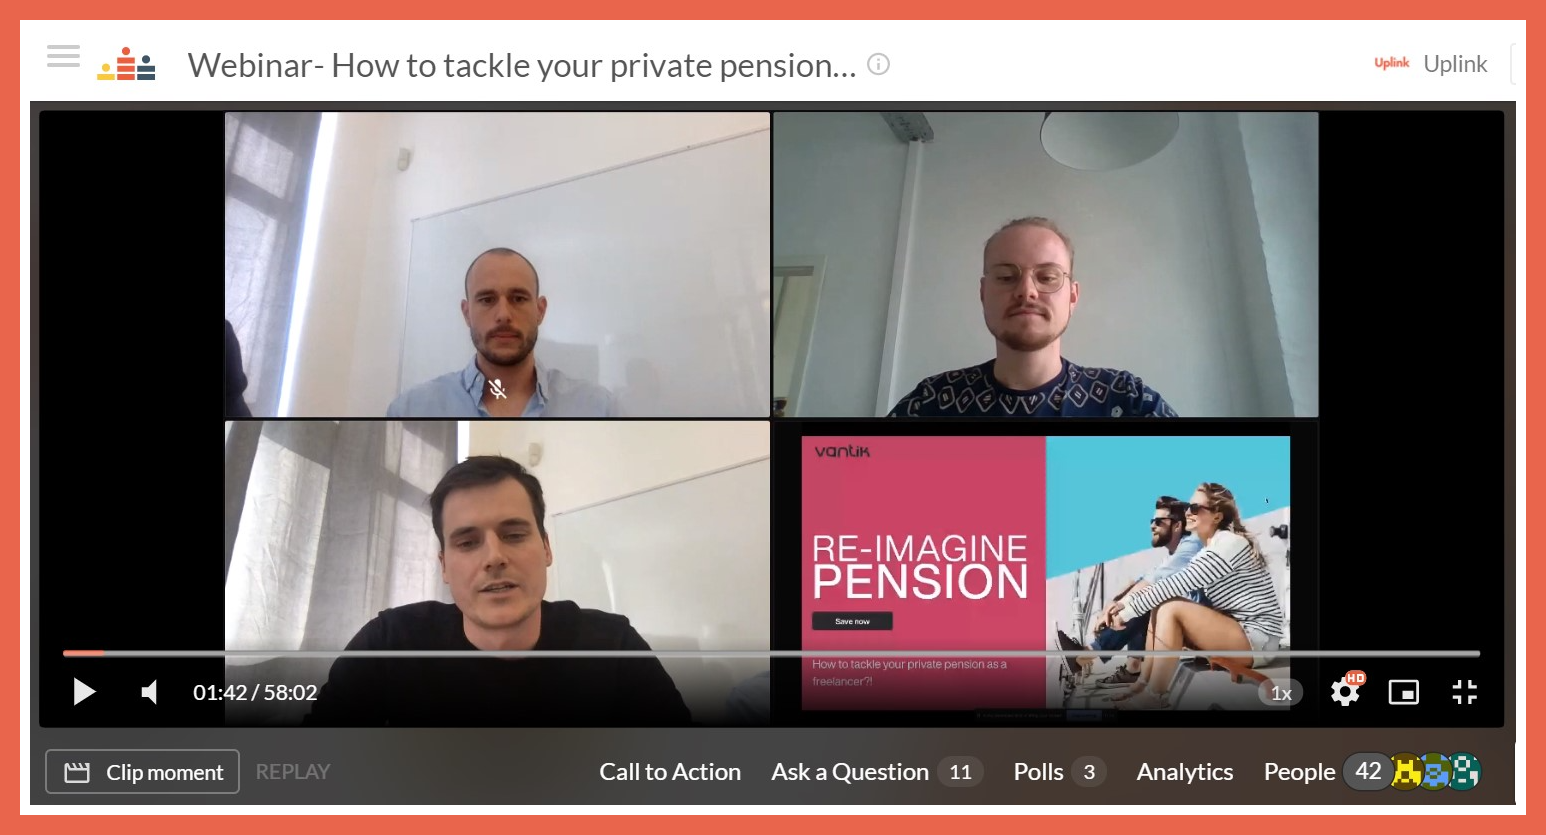 Webinar- How to tackle your private pension...
Uplink Uplink
vantik
RE-IMAGINE
PENSION
Save now
How to tackle your private pension as a
freelancer?!
01:42 / 58:02
1x
HD
Clip moment
REPLAY
Call to Action
Ask a Question 11
Polls 3
Analytics
People 42